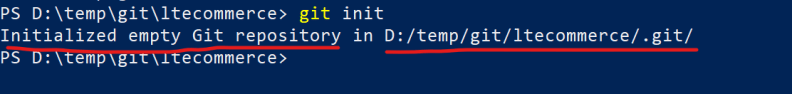 PS D:\temp\git\ltecommerce> git init
Initialized empty Git repository in D:/temp/git/ltecommerce/.git/
PS D:\temp\git\ltecommerce>